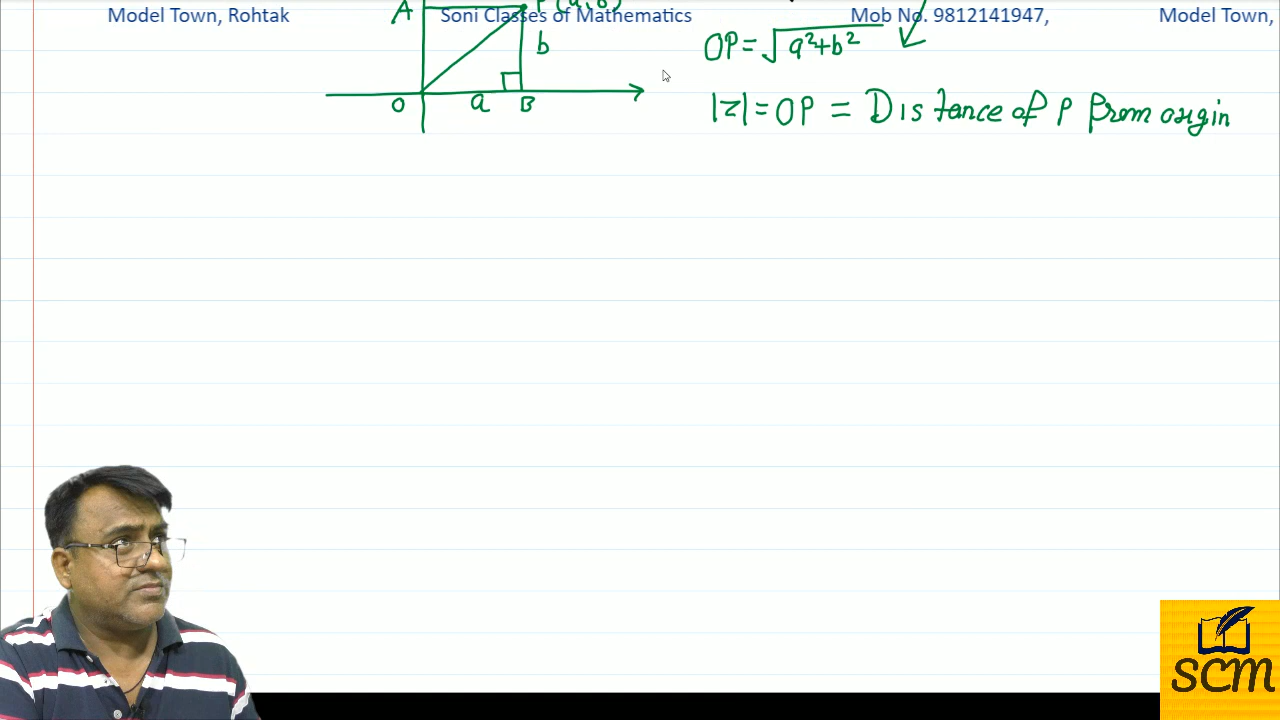 Model Town, Rohtak Soni Classes of Mathematics Mob No. 9812141947, Model Town,
A P (a, b)
b
OP = √a²+b²
O a B
|z| = OP = Distance of P from origin
SCM